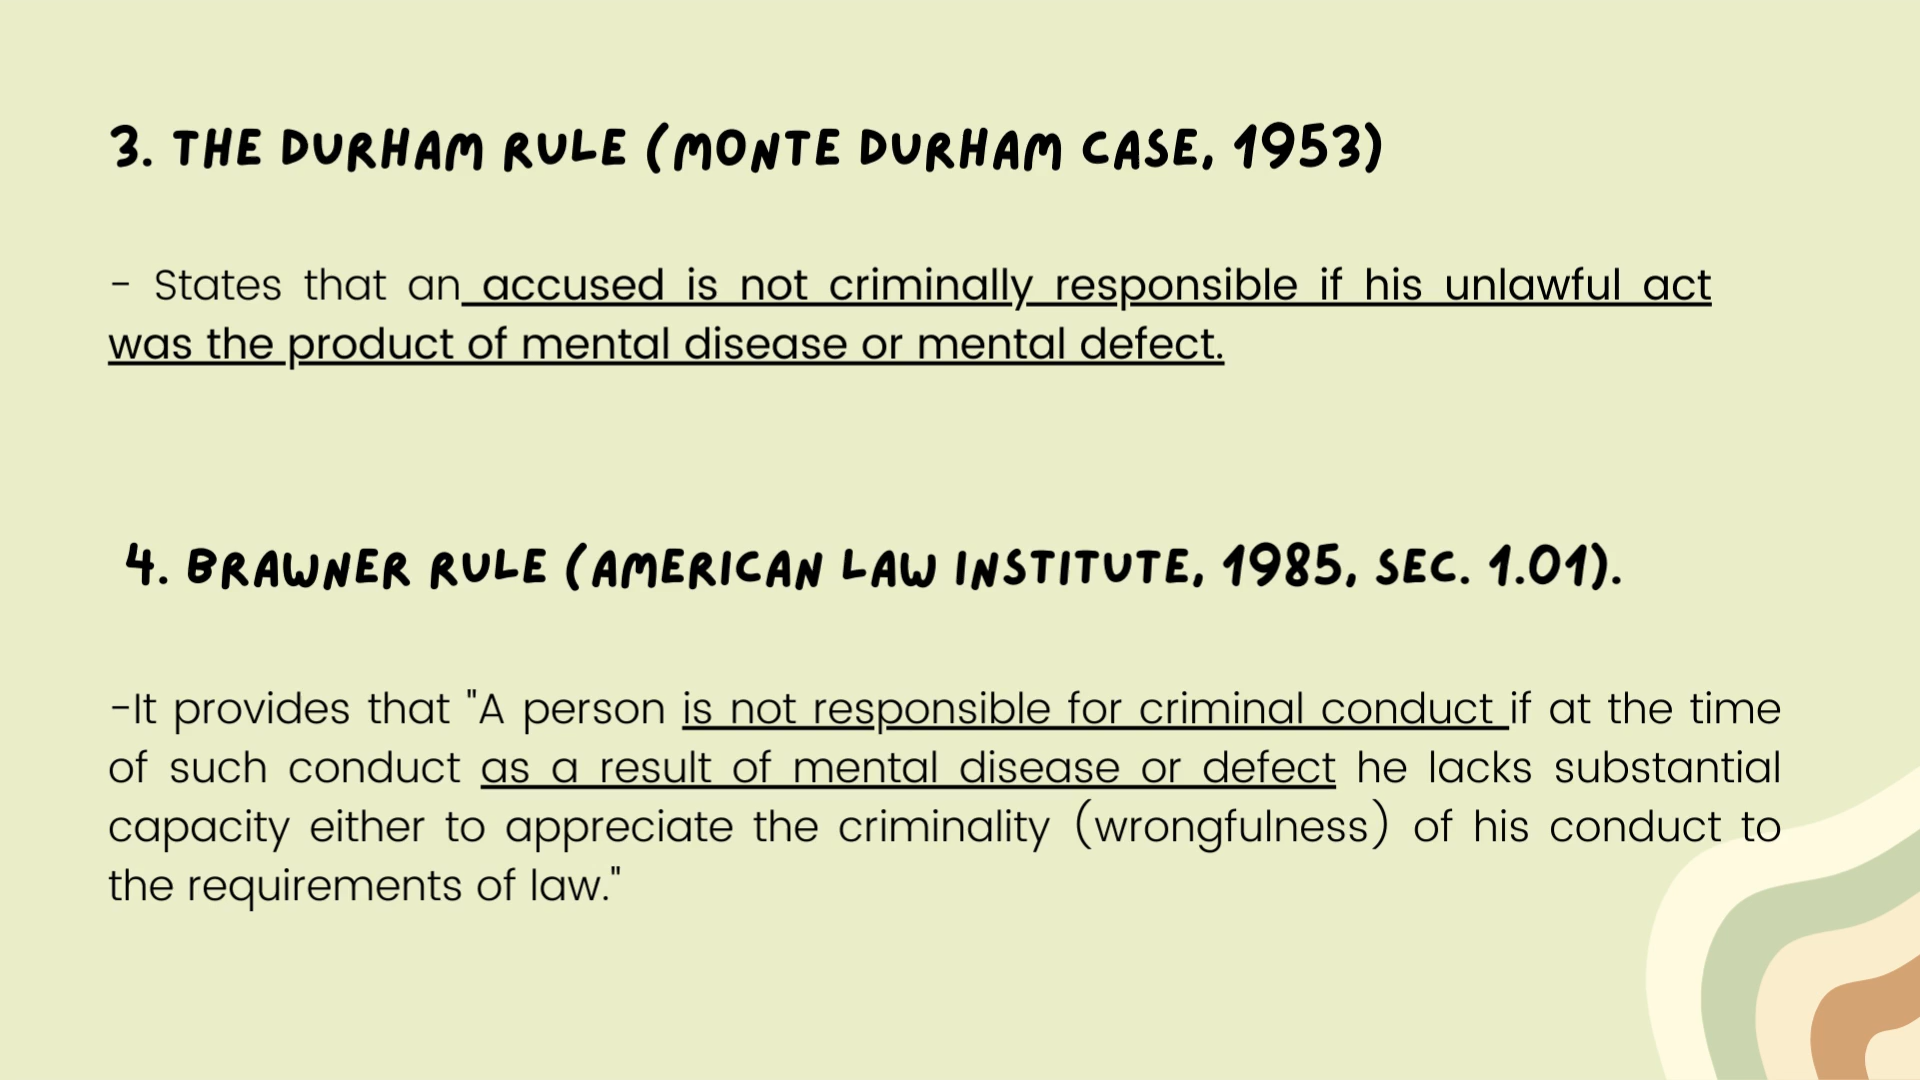 3. THE DURHAM RULE (MONTE DURHAM CASE, 1953)
- States that an accused is not criminally responsible if his unlawful act
was the product of mental disease or mental defect.
4. BRAWNER RULE (AMERICAN LAW INSTITUTE, 1985, SEC. 1.01).
-It provides that "A person is not responsible for criminal conduct if at the time
of such conduct as a result of mental disease or defect he lacks substantial
capacity either to appreciate the criminality (wrongfulness) of his conduct to
the requirements of law."